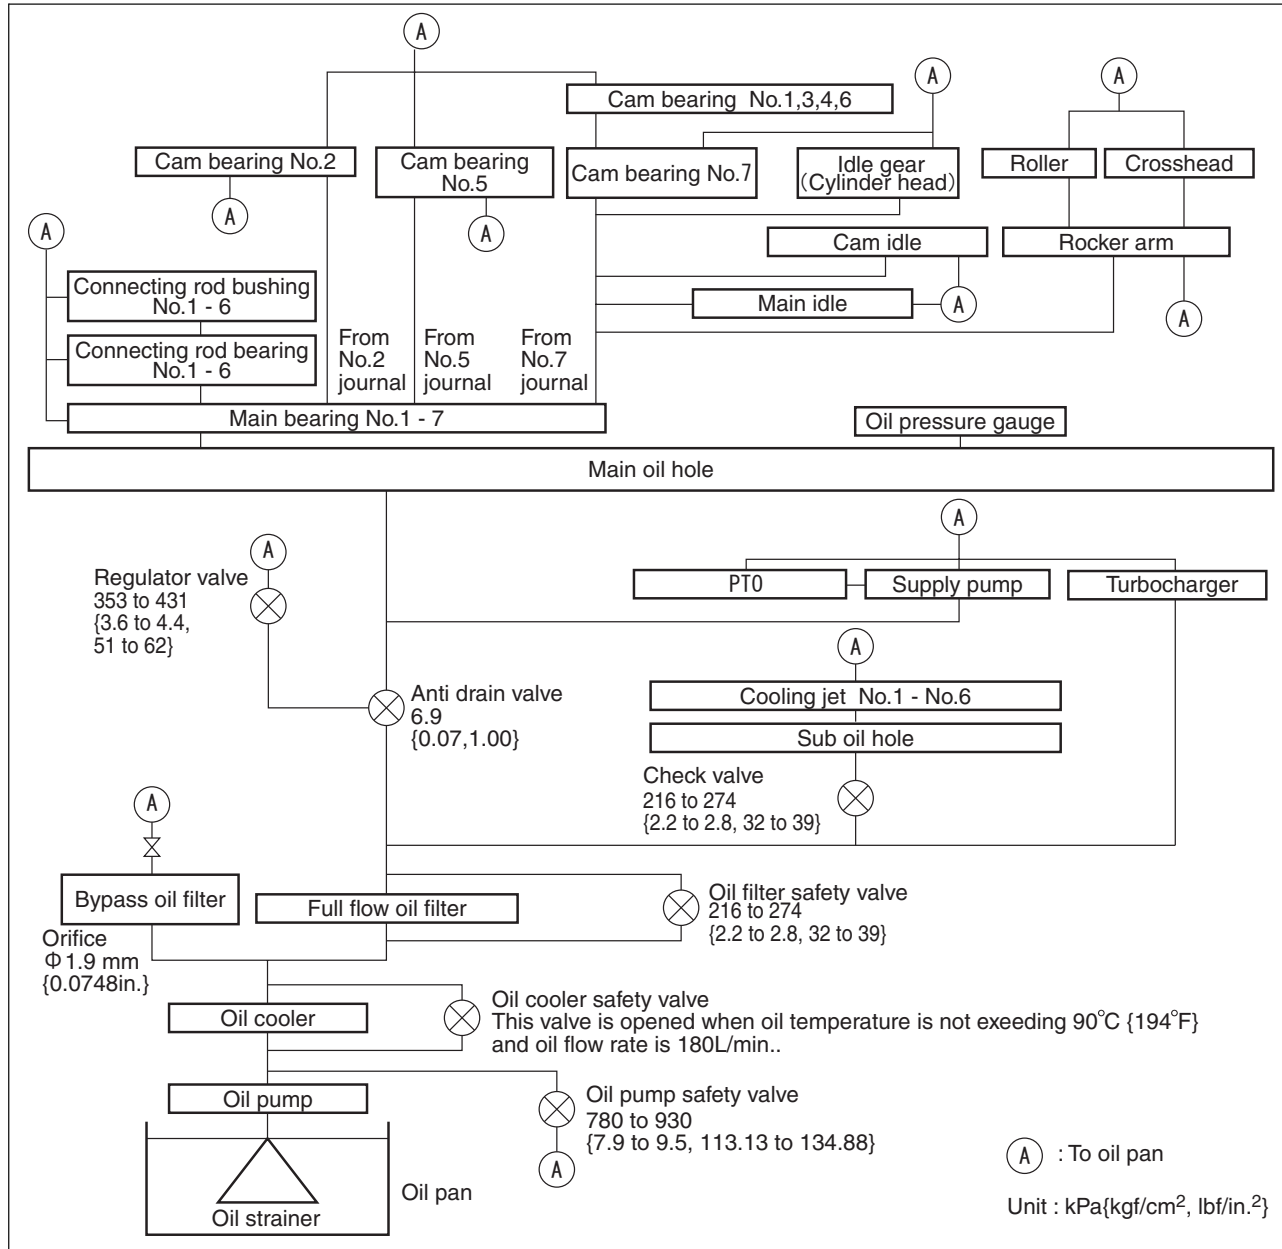 A
A
A
Cam bearing No.1,3,4,6
Cam bearing No.2
Cam bearing
No.5
Cam bearing No.7
Idle gear
(Cylinder head)
Roller
Crosshead
A
A
A
Cam idle
Rocker arm
Connecting rod bushing
No.1 - 6
Main idle
A
A
Connecting rod bearing
No.1 - 6
From
No.2
journal
From
No.5
journal
From
No.7
journal
Main bearing No.1 - 7
Oil pressure gauge
Main oil hole
A
A
Regulator valve
353 to 431
{3.6 to 4.4,
51 to 62}
PTO
Supply pump
Turbocharger
A
Anti drain valve
6.9
{0.07,1.00}
Cooling jet No.1 - No.6
Sub oil hole
Check valve
216 to 274
{2.2 to 2.8, 32 to 39}
A
Bypass oil filter
Full flow oil filter
Oil filter safety valve
216 to 274
{2.2 to 2.8, 32 to 39}
Orifice
Φ1.9 mm
{0.0748in.}
Oil cooler
Oil cooler safety valve
This valve is opened when oil temperature is not exeeding 90°C {194°F}
and oil flow rate is 180L/min..
Oil pump
Oil pump safety valve
780 to 930
{7.9 to 9.5, 113.13 to 134.88}
A
Oil pan
Oil strainer
A : To oil pan
Unit : kPa{kgf/cm², lbf/in.²}